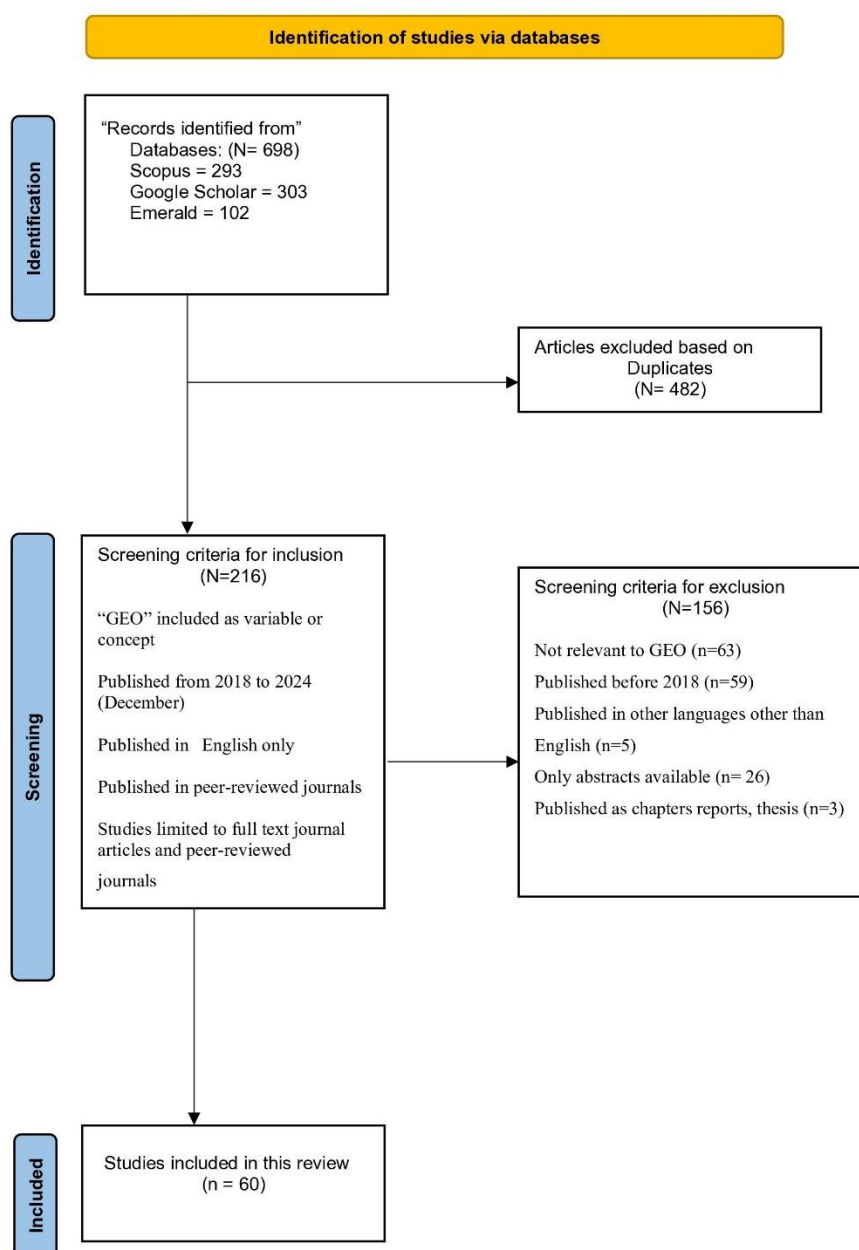 Identification of studies via databases
Identification
“Records identified from”
Databases: (N= 698)
Scopus = 293
Google Scholar = 303
Emerald = 102
Articles excluded based on
Duplicates
(N= 482)
Screening
Screening criteria for inclusion
(N=216)
“GEO” included as variable or
concept
Published from 2018 to 2024
(December)
Published in English only
Published in peer-reviewed journals
Studies limited to full text journal
articles and peer-reviewed
journals
Screening criteria for exclusion
(N=156)
Not relevant to GEO (n=63)
Published before 2018 (n=59)
Published in other languages other than
English (n=5)
Only abstracts available (n= 26)
Published as chapters reports, thesis (n=3)
Included
Studies included in this review
(n = 60)